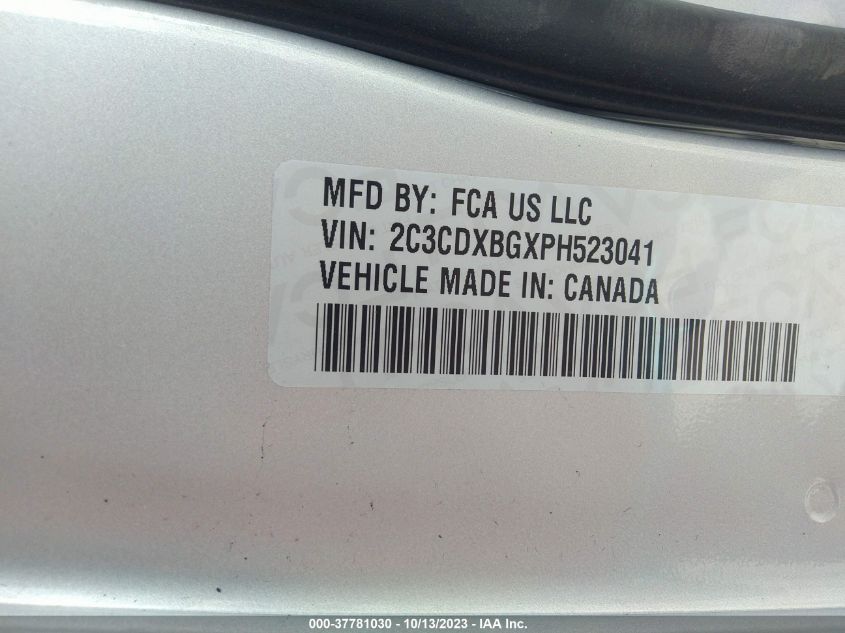 MFD BY: FCA US LLC
VIN: 2C3CDXBGXPH523041
VEHICLE MADE IN: CANADA
000-37781030 - 10/13/2023 - IAA Inc.